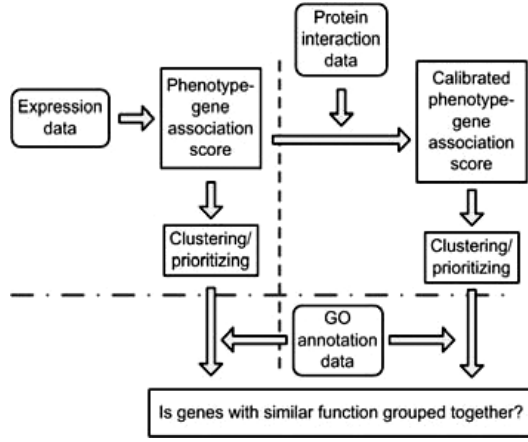 Protein
interaction
data
Expression
data
Phenotype-
gene
association
score
Calibrated
phenotype-
gene
association
score
Clustering/
prioritizing
Clustering/
prioritizing
GO
annotation
data
Is genes with similar function grouped together?